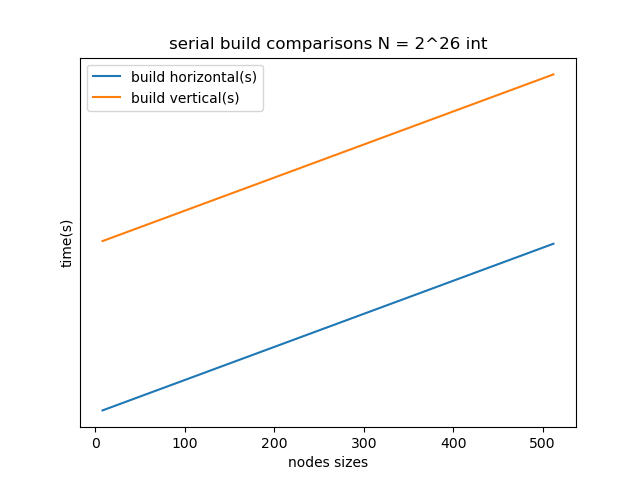 serial build comparisons N = 2^26 int
build horizontal(s)
build vertical(s)
time(s)
0 100 200 300 400 500
nodes sizes